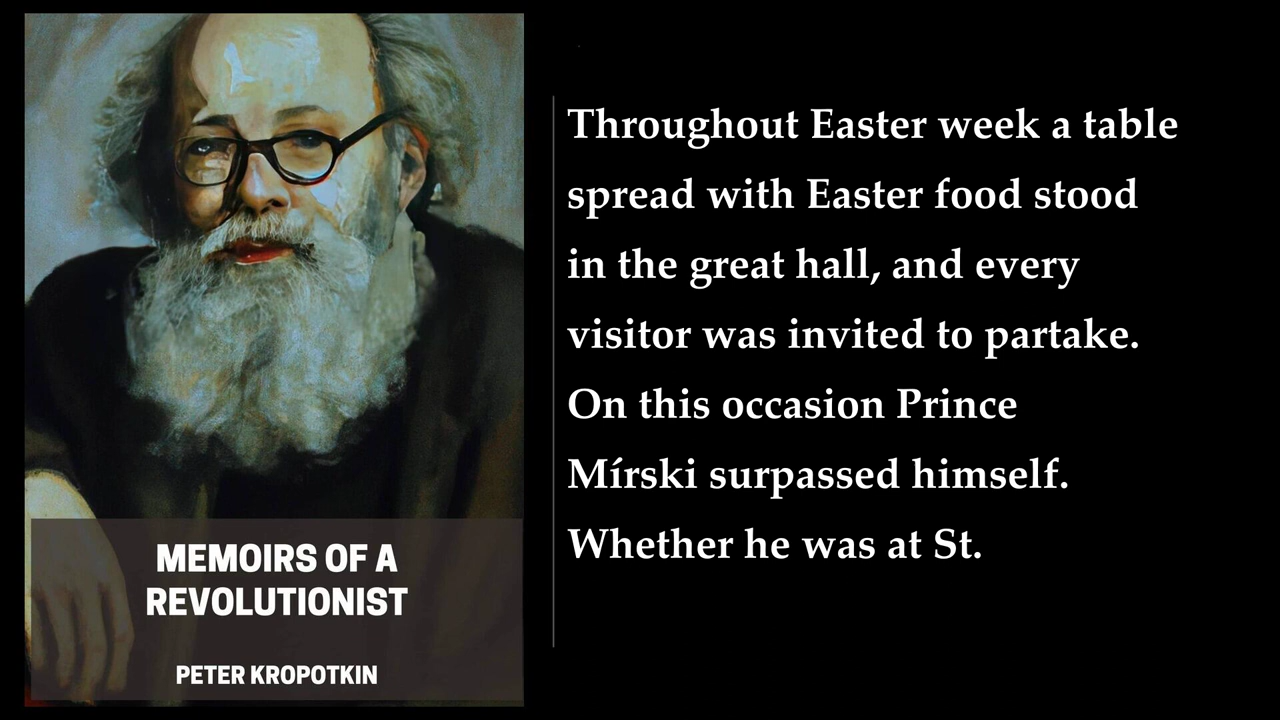 MEMOIRS OF A
REVOLUTIONIST
PETER KROPOTKIN
Throughout Easter week a table
spread with Easter food stood
in the great hall, and every
visitor was invited to partake.
On this occasion Prince
Mírski surpassed himself.
Whether he was at St.